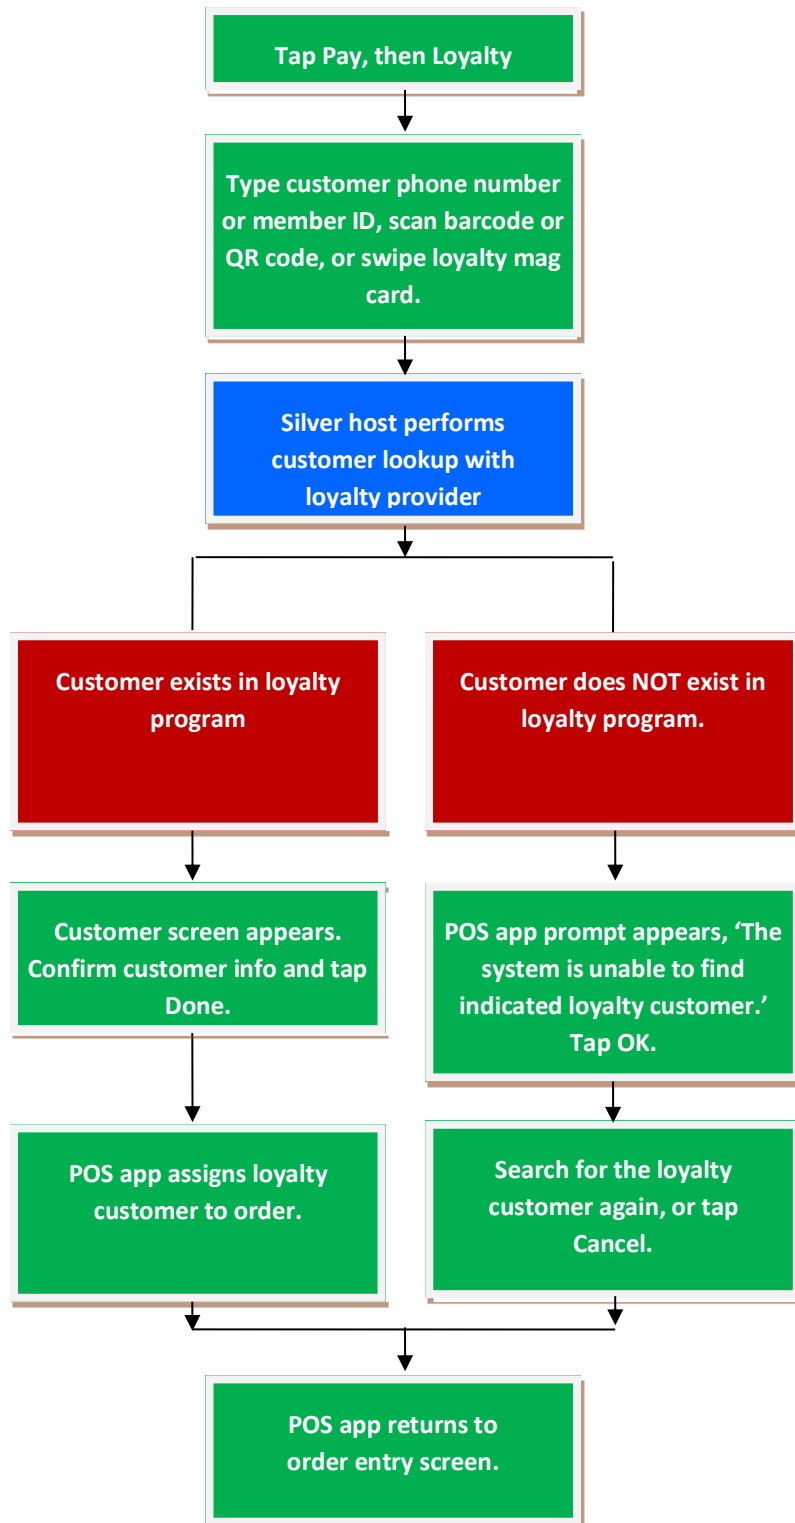 Tap Pay, then Loyalty
Type customer phone number
or member ID, scan barcode or
QR code, or swipe loyalty mag
card.
Silver host performs
customer lookup with
loyalty provider
Customer exists in loyalty
program
Customer does NOT exist in
loyalty program.
Customer screen appears.
Confirm customer info and tap
Done.
POS app prompt appears, ‘The
system is unable to find
indicated loyalty customer.’
Tap OK.
POS app assigns loyalty
customer to order.
Search for the loyalty
customer again, or tap
Cancel.
POS app returns to
order entry screen.